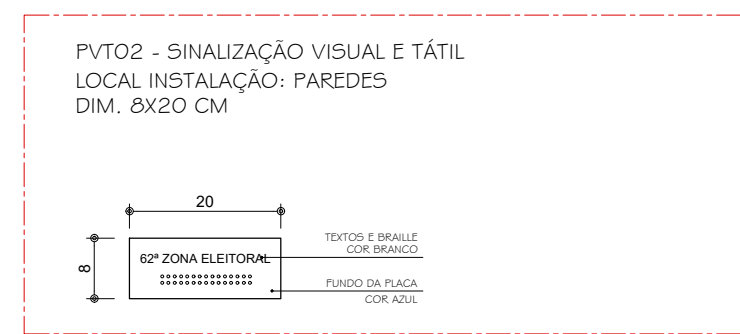 PVT02 - SINALIZAÇÃO VISUAL E TÁTIL
LOCAL INSTALAÇÃO: PAREDES
DIM. 8X20 CM
20
8
62ª ZONA ELEITORAL
TEXTOS E BRAILLE
COR BRANCO
FUNDO DA PLACA
COR AZUL